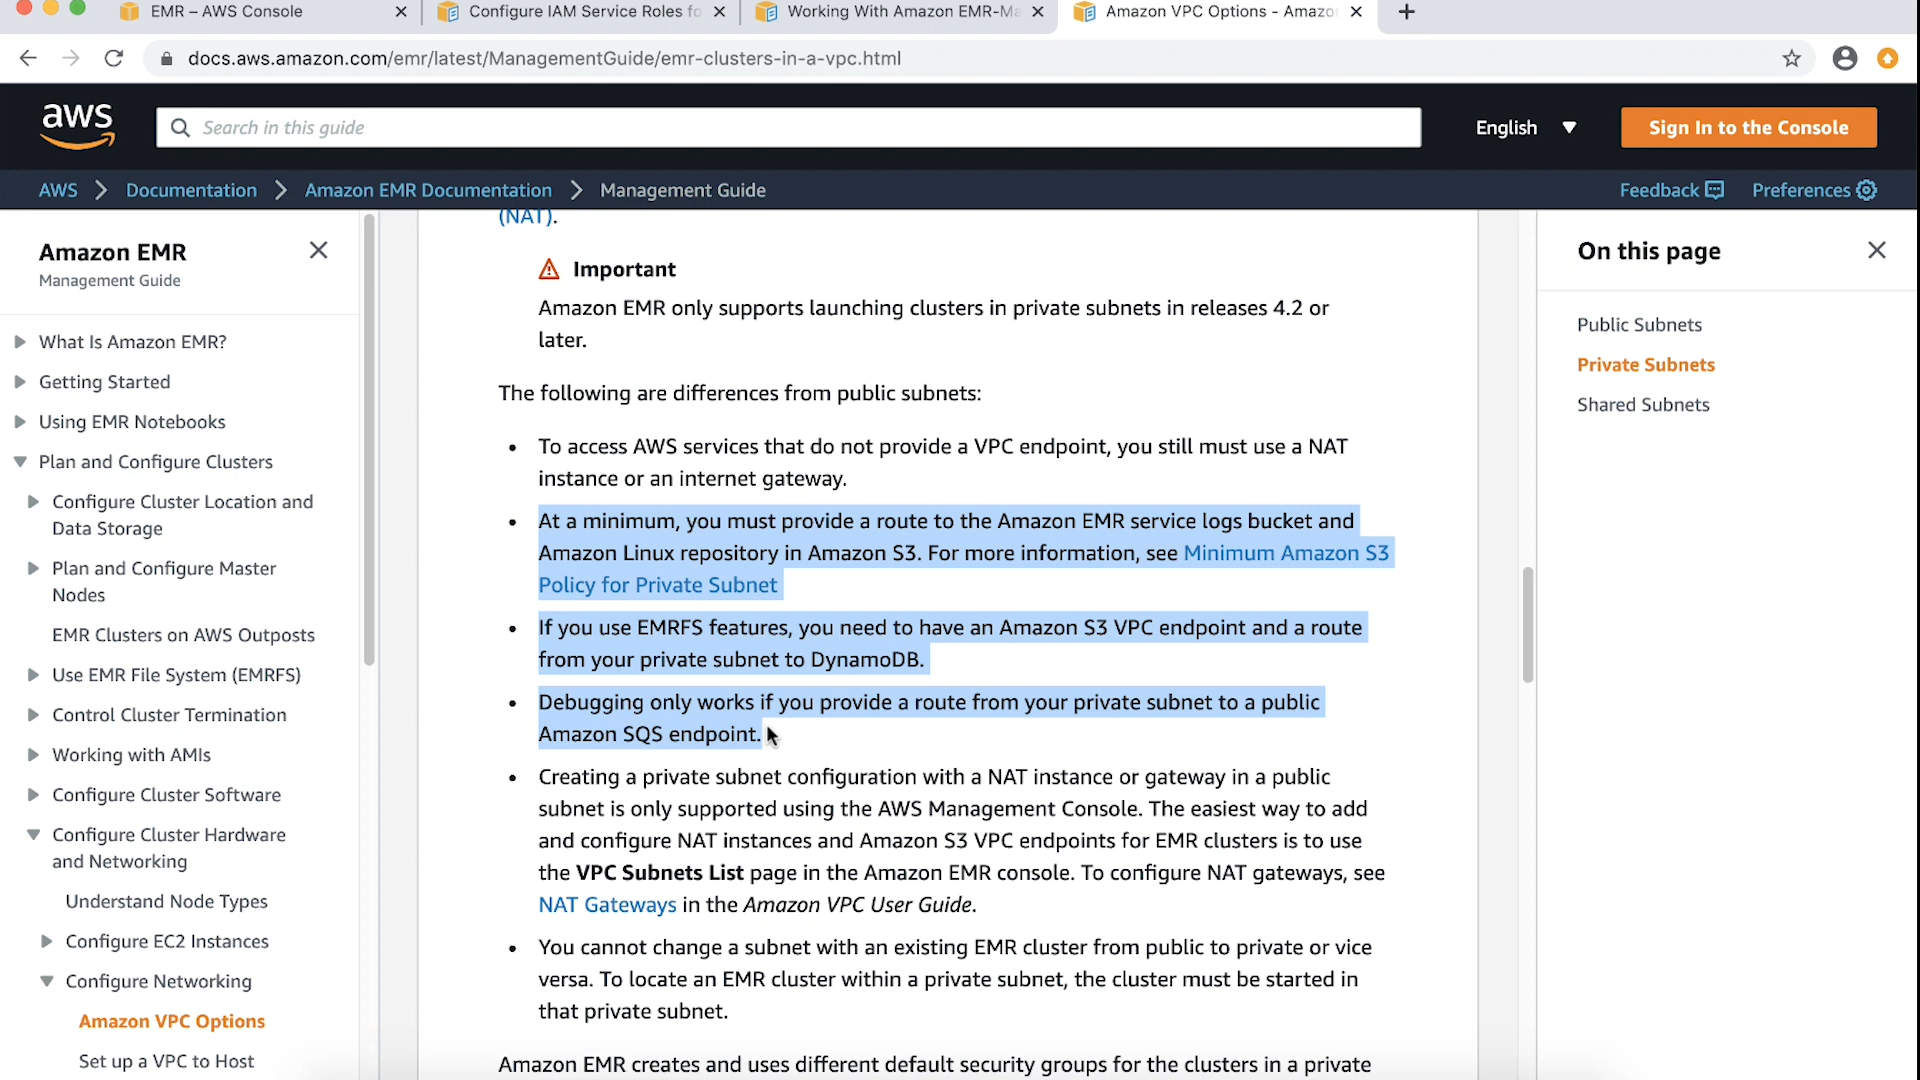 EMR – AWS Console
Configure IAM Service Roles fo
Working With Amazon EMR-Ma
Amazon VPC Options - Amazon
docs.aws.amazon.com/emr/latest/ManagementGuide/emr-clusters-in-a-vpc.html
aws
Search in this guide
English
Sign In to the Console
AWS
Documentation
Amazon EMR Documentation
Management Guide
Feedback
Preferences
Amazon EMR
Management Guide
What Is Amazon EMR?
Getting Started
Using EMR Notebooks
Plan and Configure Clusters
Configure Cluster Location and
Data Storage
Plan and Configure Master
Nodes
EMR Clusters on AWS Outposts
Use EMR File System (EMRFS)
Control Cluster Termination
Working with AMIs
Configure Cluster Software
Configure Cluster Hardware
and Networking
Understand Node Types
Configure EC2 Instances
Configure Networking
Amazon VPC Options
Set up a VPC to Host
(NAT).
Important
Amazon EMR only supports launching clusters in private subnets in releases 4.2 or
later.
The following are differences from public subnets:
• To access AWS services that do not provide a VPC endpoint, you still must use a NAT
instance or an internet gateway.
• At a minimum, you must provide a route to the Amazon EMR service logs bucket and
Amazon Linux repository in Amazon S3. For more information, see Minimum Amazon S3
Policy for Private Subnet
• If you use EMRFS features, you need to have an Amazon S3 VPC endpoint and a route
from your private subnet to DynamoDB.
• Debugging only works if you provide a route from your private subnet to a public
Amazon SQS endpoint.
• Creating a private subnet configuration with a NAT instance or gateway in a public
subnet is only supported using the AWS Management Console. The easiest way to add
and configure NAT instances and Amazon S3 VPC endpoints for EMR clusters is to use
the VPC Subnets List page in the Amazon EMR console. To configure NAT gateways, see
NAT Gateways in the Amazon VPC User Guide.
• You cannot change a subnet with an existing EMR cluster from public to private or vice
versa. To locate an EMR cluster within a private subnet, the cluster must be started in
that private subnet.
Amazon EMR creates and uses different default security groups for the clusters in a private
On this page
Public Subnets
Private Subnets
Shared Subnets